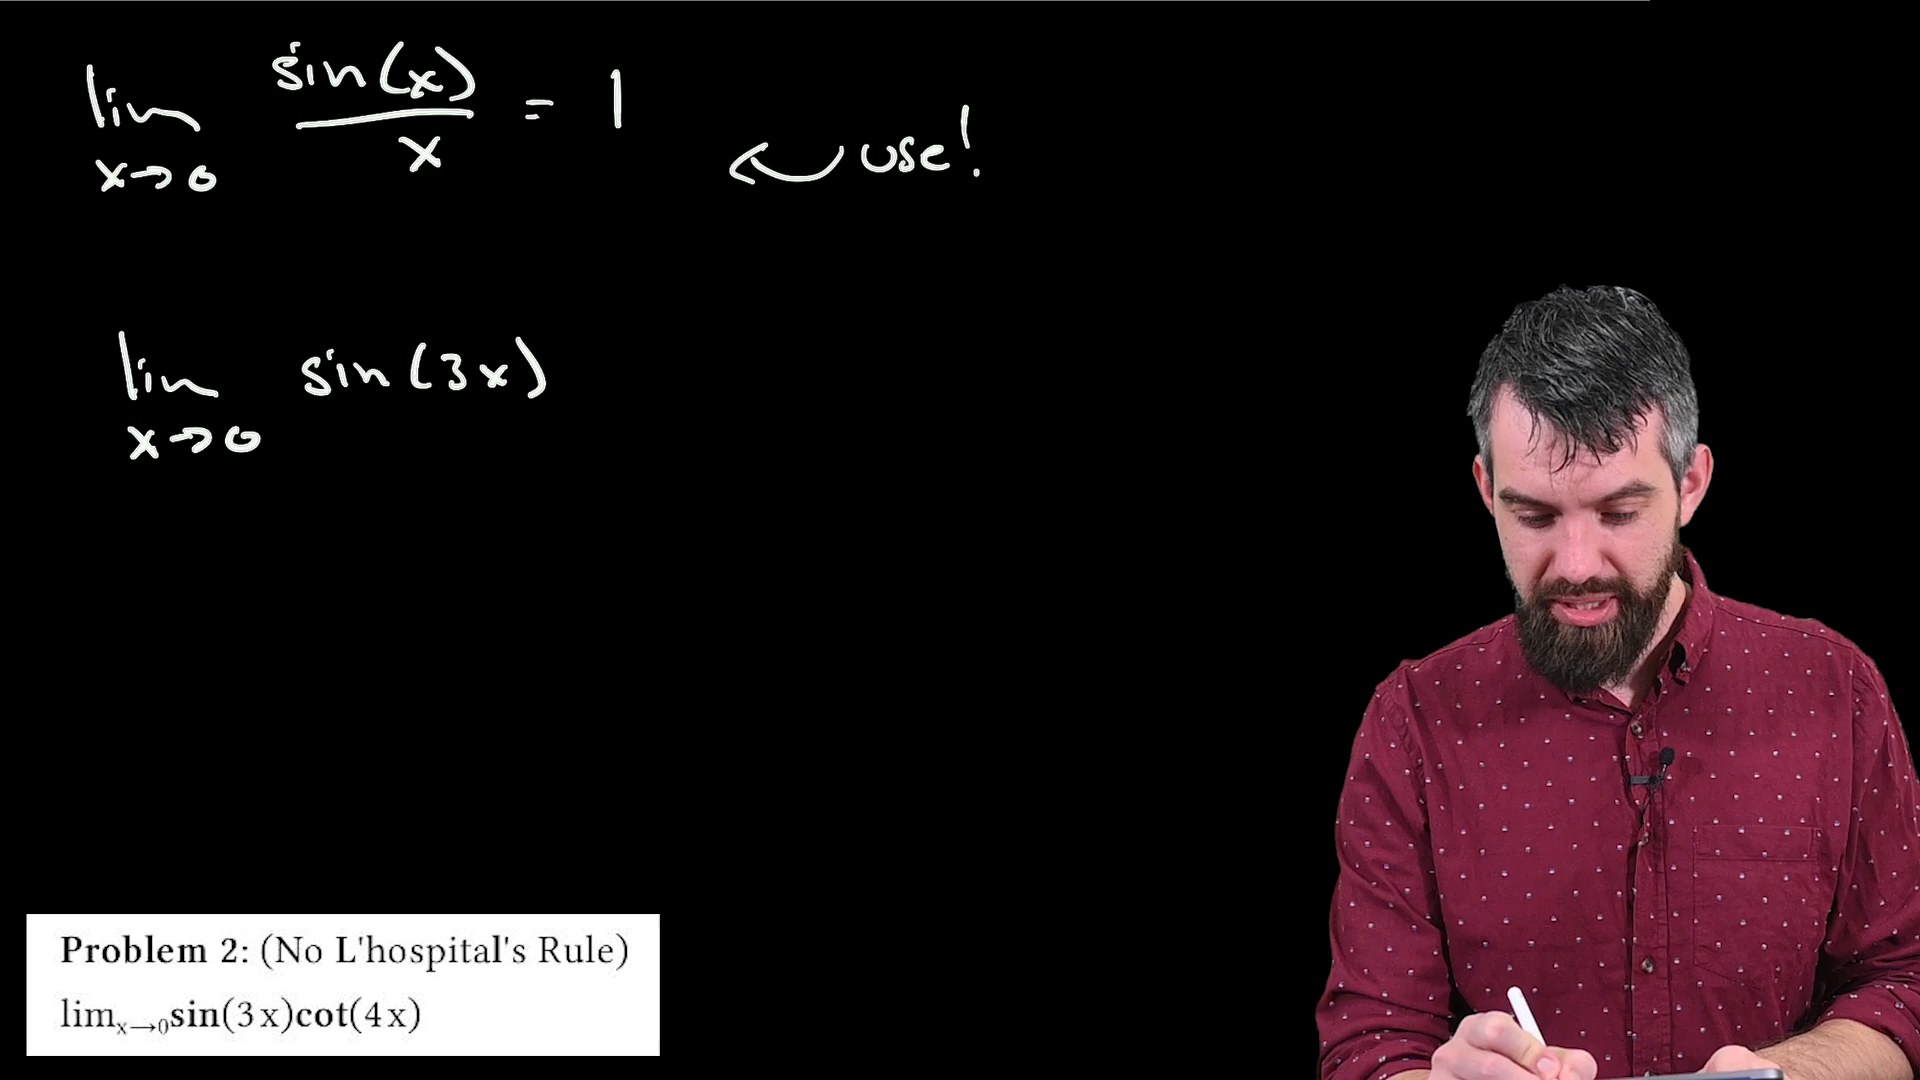 lim sin(x)/x = 1
x→0
← use!
lim sin(3x)
x→0
Problem 2: (No L'hospital's Rule)
limx→0sin(3x)cot(4x)